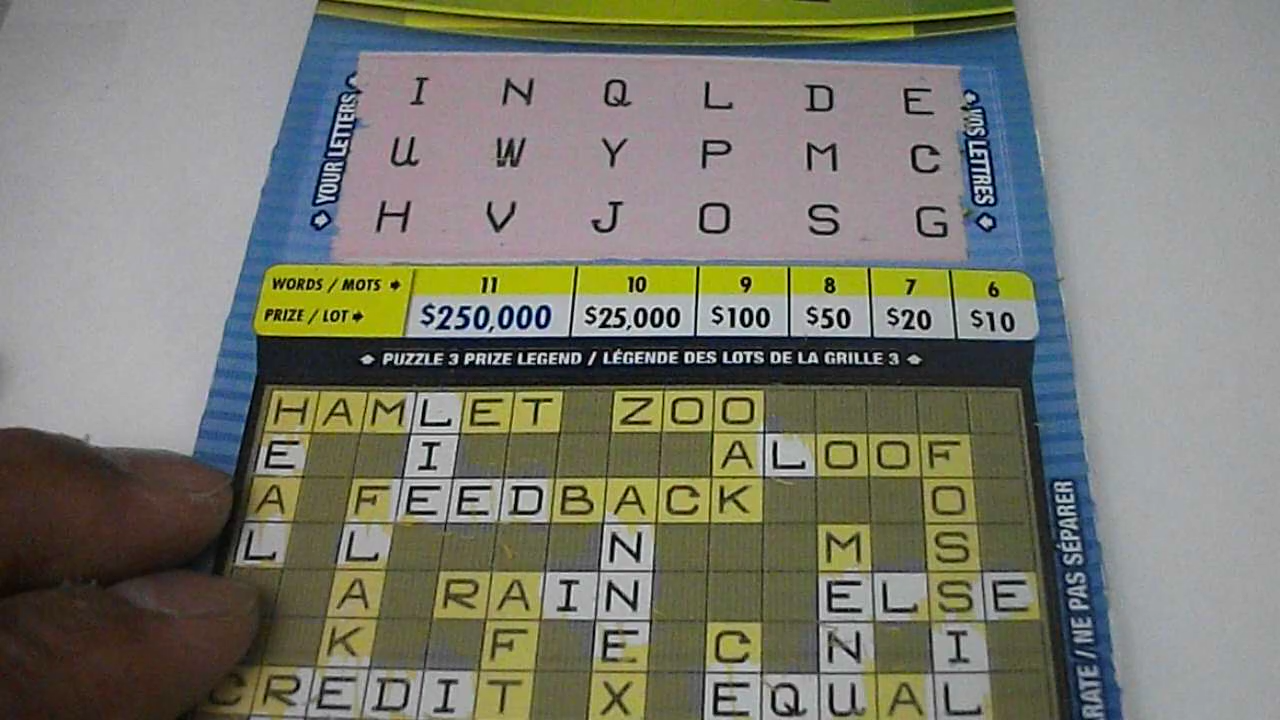 YOUR LETTERS
I N Q L D E
U W Y P M C
H V J O S G
VOS LETTRES
WORDS / MOTS 11 10 9 8 7 6
PRIZE / LOT $250,000 $25,000 $100 $50 $20 $10
PUZZLE 3 PRIZE LEGEND / LÉGENDE DES LOTS DE LA GRILLE 3
HAMLET ZOO
E I ALOOF
A FEEDBACK O
L L N M S
A RAIN ELSE
K F E C N I
CREDIT X EQUAL
RATE / NE PAS SÉPARER